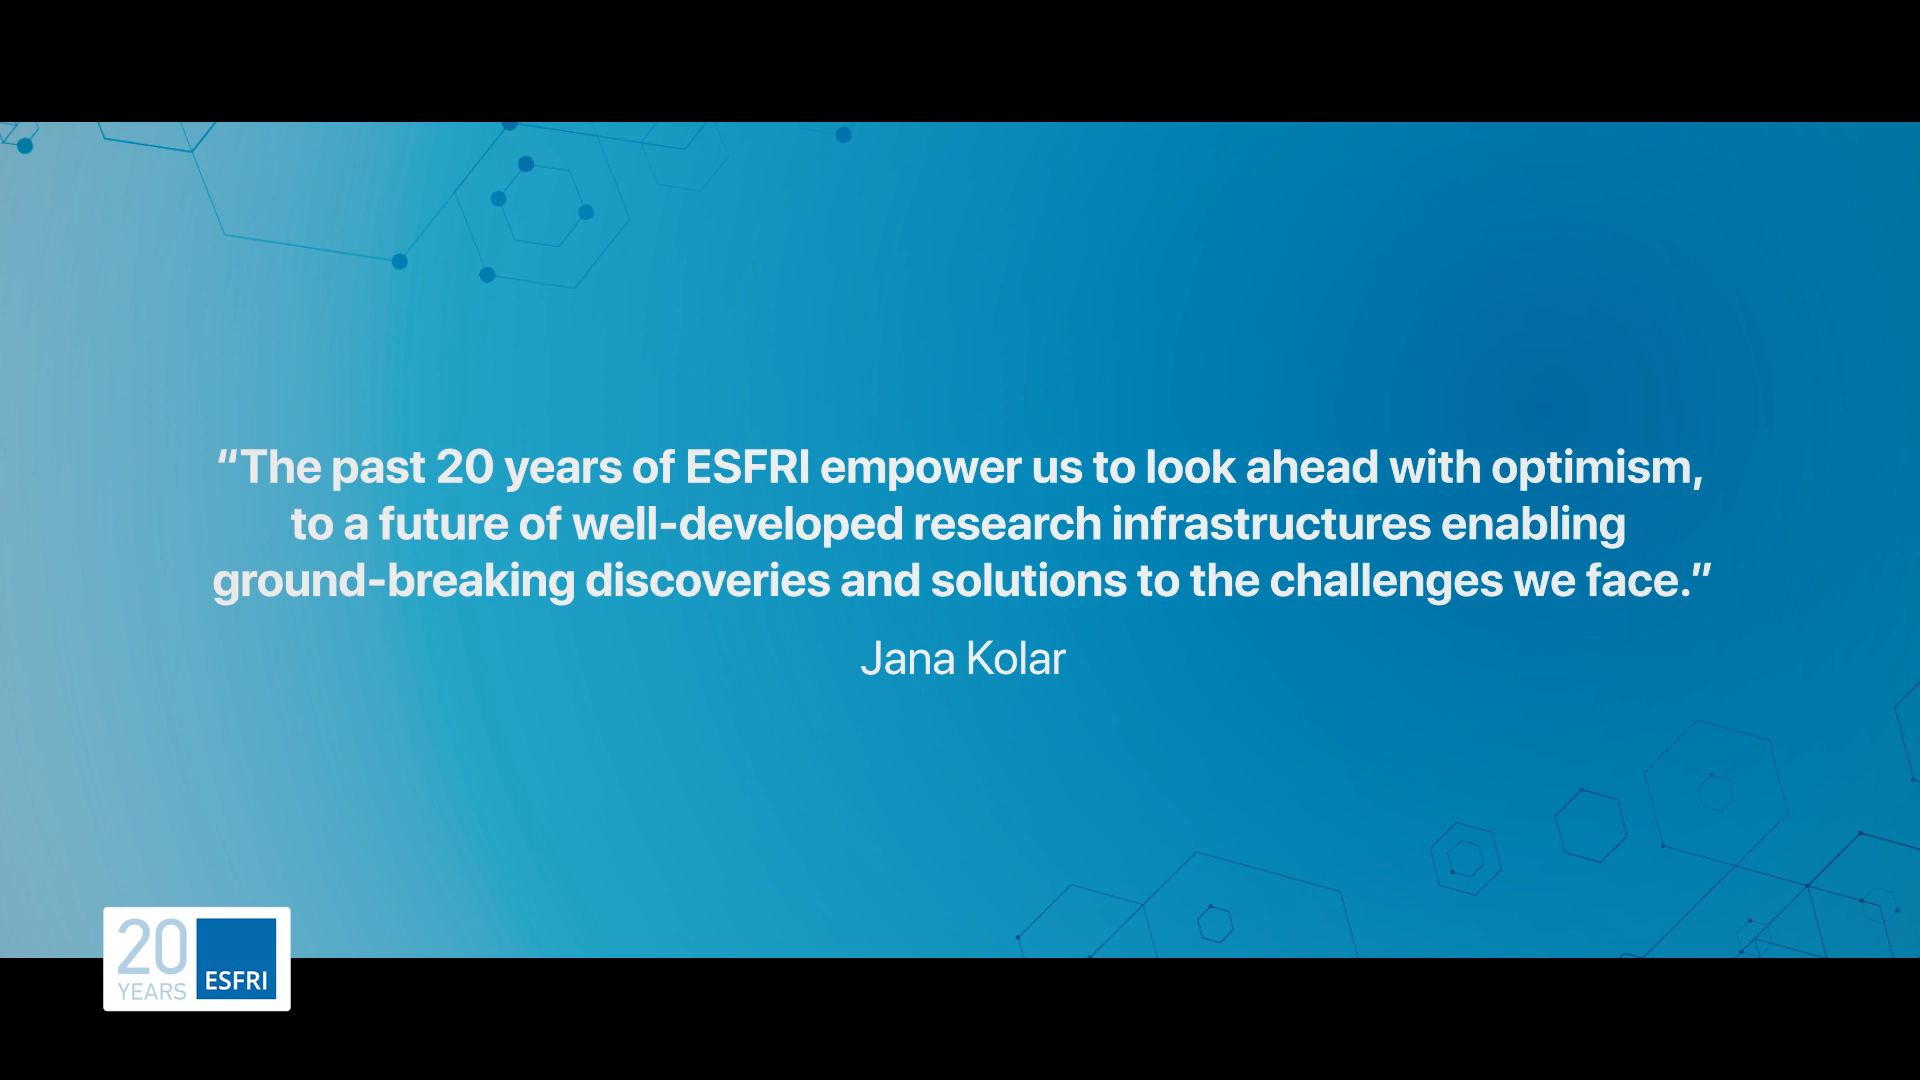 “The past 20 years of ESFRI empower us to look ahead with optimism,
to a future of well-developed research infrastructures enabling
ground-breaking discoveries and solutions to the challenges we face.”
Jana Kolar
20
YEARS
ESFRI